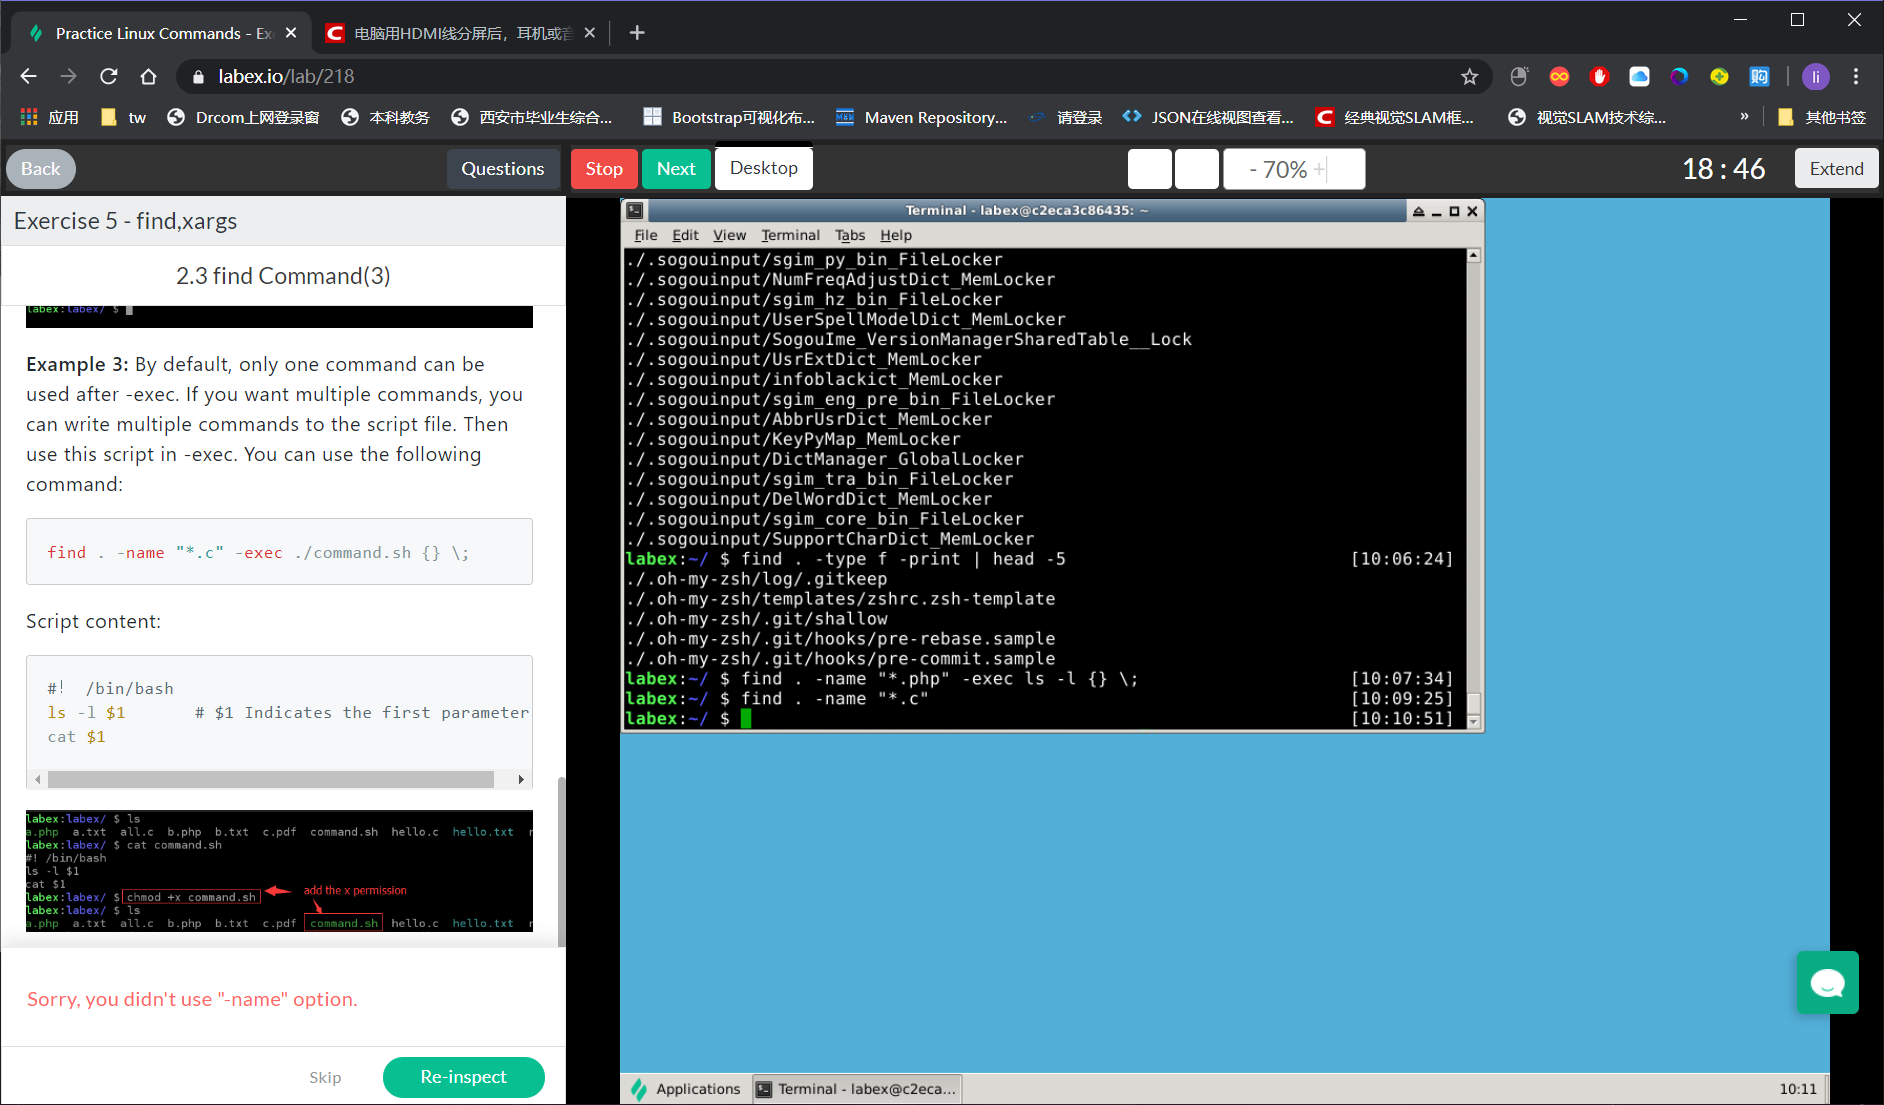 Practice Linux Commands - Ex
电脑用HDMI线分屏后，耳机或音
labex.io/lab/218
li
应用
tw
Drcom上网登录窗
本科教务
西安市毕业生综合...
Bootstrap可视化布...
Maven Repository...
请登录
JSON在线视图查看...
经典视觉SLAM框...
视觉SLAM技术综...
»
其他书签
Back
Questions
Stop
Next
Desktop
- 70% +
18 : 46
Extend
Exercise 5 - find,xargs
2.3 find Command(3)
labex:labex/ $
Example 3: By default, only one command can be
used after -exec. If you want multiple commands, you
can write multiple commands to the script file. Then
use this script in -exec. You can use the following
command:
find . -name "*.c" -exec ./command.sh {} \;
Script content:
#!  /bin/bash
ls -l $1        # $1 Indicates the first parameter
cat $1
labex:labex/ $ ls
a.php  a.txt  all.c  b.php  b.txt  c.pdf  command.sh  hello.c  hello.txt
labex:labex/ $ cat command.sh
#! /bin/bash
ls -l $1
cat $1
labex:labex/ $ chmod +x command.sh
add the x permission
labex:labex/ $ ls
a.php  a.txt  all.c  b.php  b.txt  c.pdf  command.sh  hello.c  hello.txt
Sorry, you didn't use "-name" option.
Skip
Re-inspect
Terminal - labex@c2eca3c86435: ~
File Edit View Terminal Tabs Help
./.sogouinput/sgim_py_bin_FileLocker
./.sogouinput/NumFreqAdjustDict_MemLocker
./.sogouinput/sgim_hz_bin_FileLocker
./.sogouinput/UserSpellModelDict_MemLocker
./.sogouinput/SogouIme_VersionManagerSharedTable__Lock
./.sogouinput/UsrExtDict_MemLocker
./.sogouinput/infoblackict_MemLocker
./.sogouinput/sgim_eng_pre_bin_FileLocker
./.sogouinput/AbbrUsrDict_MemLocker
./.sogouinput/KeyPyMap_MemLocker
./.sogouinput/DictManager_GlobalLocker
./.sogouinput/sgim_tra_bin_FileLocker
./.sogouinput/DelWordDict_MemLocker
./.sogouinput/sgim_core_bin_FileLocker
./.sogouinput/SupportCharDict_MemLocker
labex:~/ $ find . -type f -print | head -5 [10:06:24]
./.oh-my-zsh/log/.gitkeep
./.oh-my-zsh/templates/zshrc.zsh-template
./.oh-my-zsh/.git/shallow
./.oh-my-zsh/.git/hooks/pre-rebase.sample
./.oh-my-zsh/.git/hooks/pre-commit.sample
labex:~/ $ find . -name "*.php" -exec ls -l {} \; [10:07:34]
labex:~/ $ find . -name "*.c" [10:09:25]
labex:~/ $ [10:10:51]
Applications
Terminal - labex@c2eca...
10:11